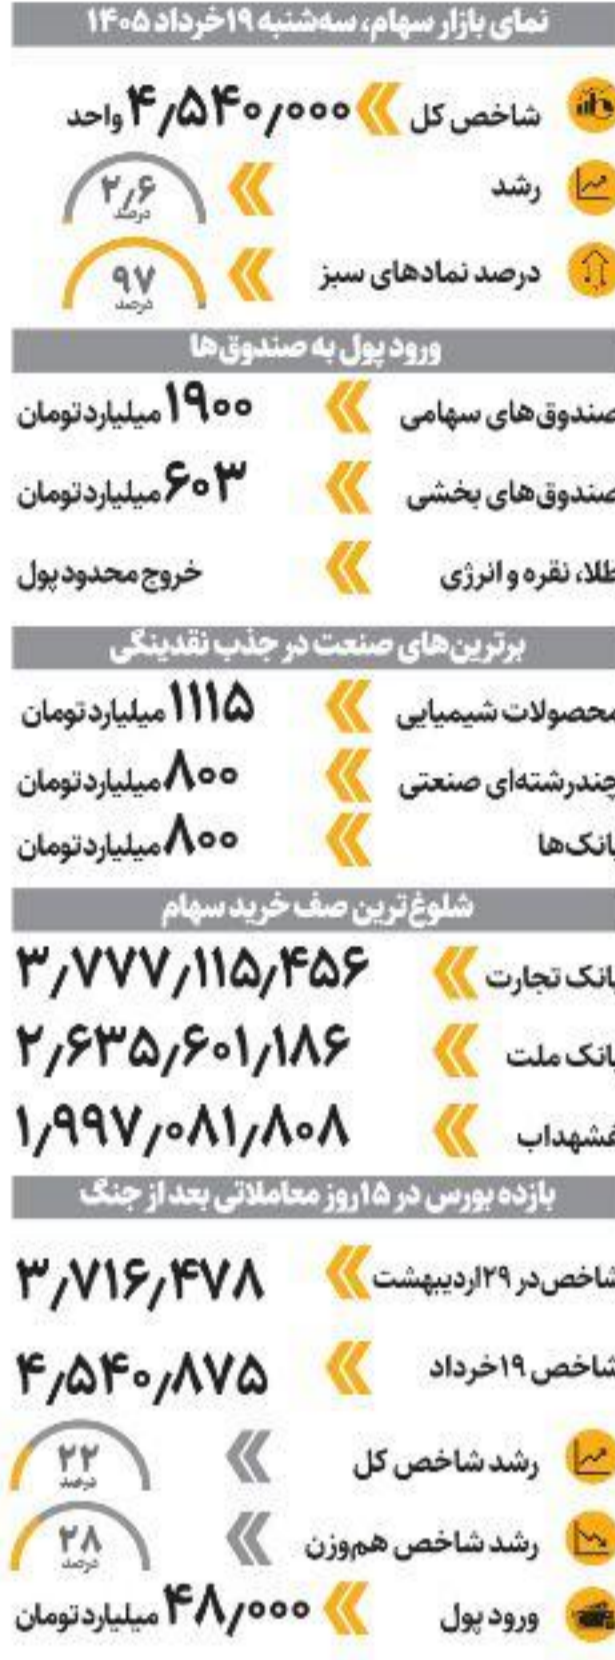 نمای بازار سهام، سه‌شنبه ۱۹خرداد ۱۴۰۵
شاخص کل ۴٫۵۴۰٫۰۰۰ واحد
رشد ۲٫۶ درصد
درصد نمادهای سبز ۹۷ درصد
ورود پول به صندوق‌ها
صندوق‌های سهامی ۱۹۰۰ میلیارد تومان
صندوق‌های بخشی ۶۰۳ میلیارد تومان
طلا، نقره و انرژی خروج محدود پول
برترین‌های صنعت در جذب نقدینگی
محصولات شیمیایی ۱۱۱۵ میلیارد تومان
چندرشته‌ای صنعتی ۸۰۰ میلیارد تومان
بانک‌ها ۸۰۰ میلیارد تومان
شلوغ‌ترین صف خرید سهام
بانک تجارت ۳٫۷۷۷٫۱۱۵٫۴۵۶
بانک ملت ۲٫۶۳۵٫۶۰۱٫۱۸۶
غشهداب ۱٫۹۹۷٫۰۸۱٫۸۰۸
بازده بورس در ۱۵روز معاملاتی بعد از جنگ
شاخص در ۲۹اردیبهشت ۳٫۷۱۶٫۴۷۸
شاخص ۱۹خرداد ۴٫۵۴۰٫۸۷۵
رشد شاخص کل ۲۲ درصد
رشد شاخص هم‌وزن ۲۸ درصد
ورود پول ۴۸٫۰۰۰ میلیارد تومان